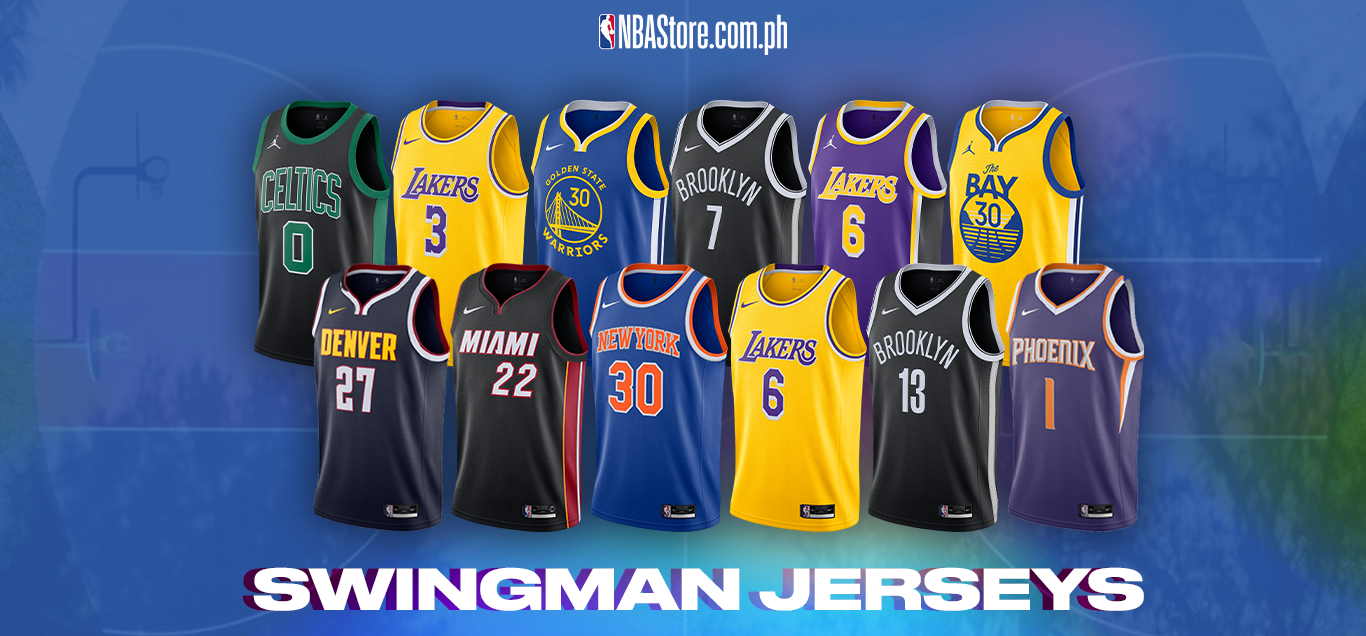 NBAStore.com.ph
CELTICS
0
LAKERS
3
GOLDEN STATE
30
WARRIORS
BROOKLYN
7
LAKERS
6
The
BAY
30
DENVER
27
MIAMI
22
NEW YORK
30
LAKERS
6
BROOKLYN
13
PHOENIX
1
SWINGMAN JERSEYS